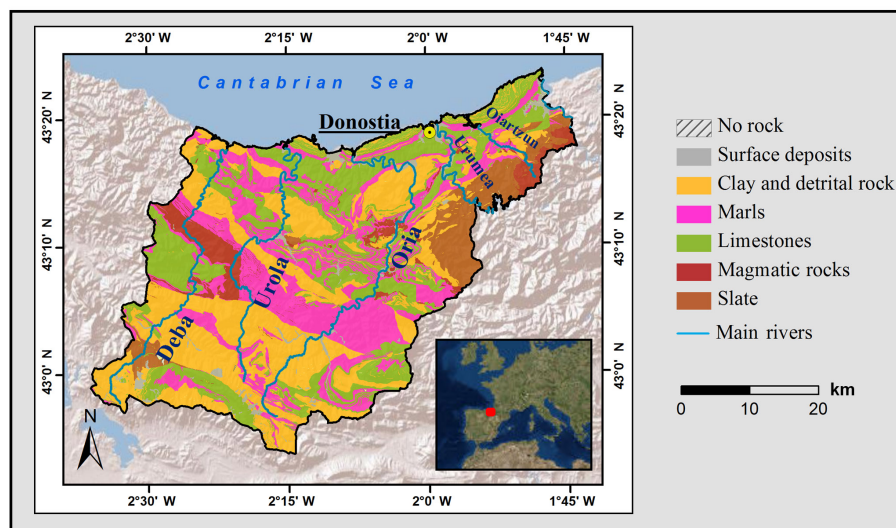 2°30' W
2°15' W
2°0' W
1°45' W
Cantabrian Sea
43°20' N
43°20' N
Donostia
Oiartzun
Urumea
43°10' N
43°10' N
Oria
Urola
Deba
43°0' N
43°0' N
N
2°30' W
2°15' W
2°0' W
1°45' W
No rock
Surface deposits
Clay and detrital rock
Marls
Limestones
Magmatic rocks
Slate
Main rivers
km
0 10 20